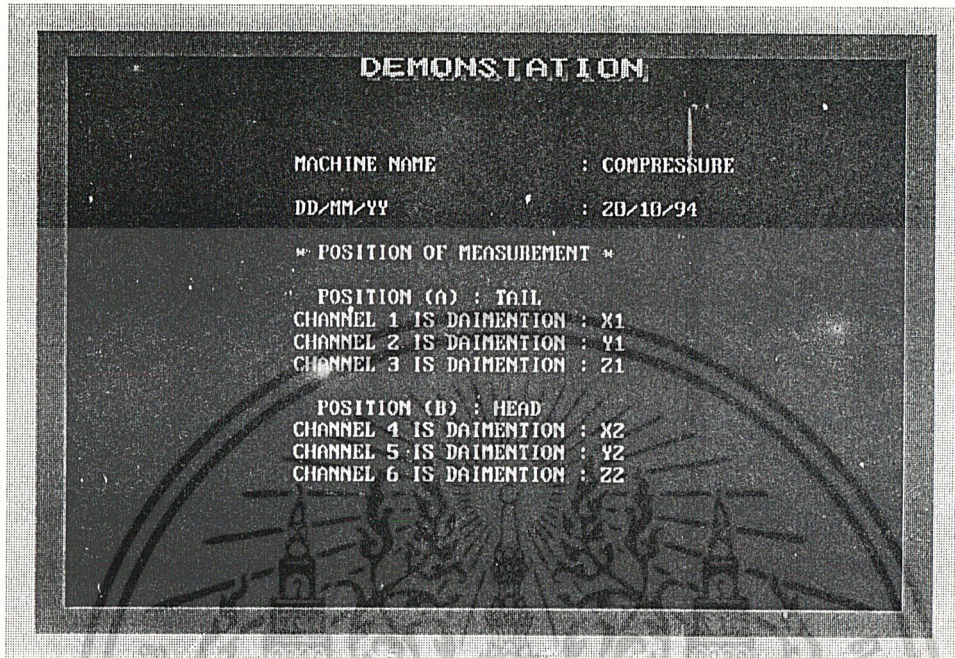 DEMONSTATION
MACHINE NAME : COMPRESSURE
DD/MM/YY : 20/10/94
* POSITION OF MEASUREMENT *
POSITION (A) : TAIL
CHANNEL 1 IS DAIMENTION : X1
CHANNEL 2 IS DAIMENTION : Y1
CHANNEL 3 IS DAIMENTION : Z1
POSITION (B) : HEAD
CHANNEL 4 IS DAIMENTION : X2
CHANNEL 5 IS DAIMENTION : Y2
CHANNEL 6 IS DAIMENTION : Z2